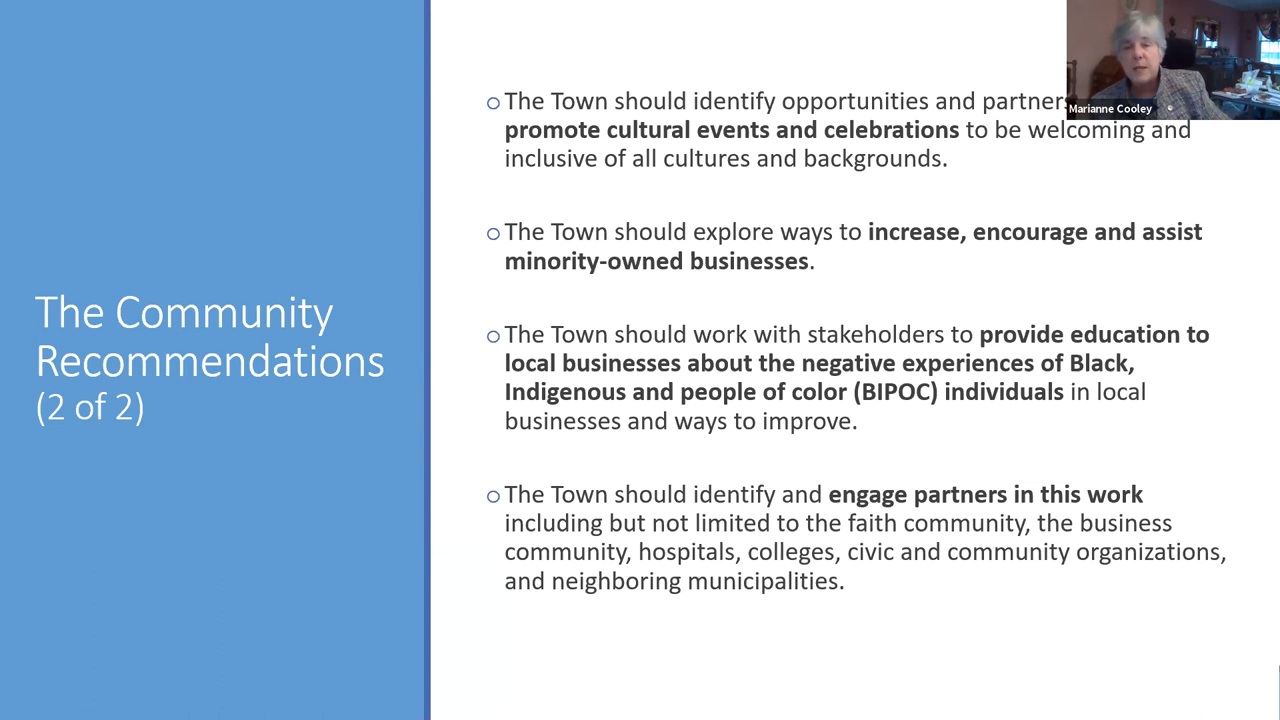 The Community
Recommendations
(2 of 2)
○ The Town should identify opportunities and
promote cultural events and celebrations to be welcoming and
inclusive of all cultures and backgrounds.
○ The Town should explore ways to increase, encourage and assist
minority-owned businesses.
○ The Town should work with stakeholders to provide education to
local businesses about the negative experiences of Black,
Indigenous and people of color (BIPOC) individuals in local
businesses and ways to improve.
○ The Town should identify and engage partners in this work
including but not limited to the faith community, the business
community, hospitals, colleges, civic and community organizations,
and neighboring municipalities.
Marianne Cooley